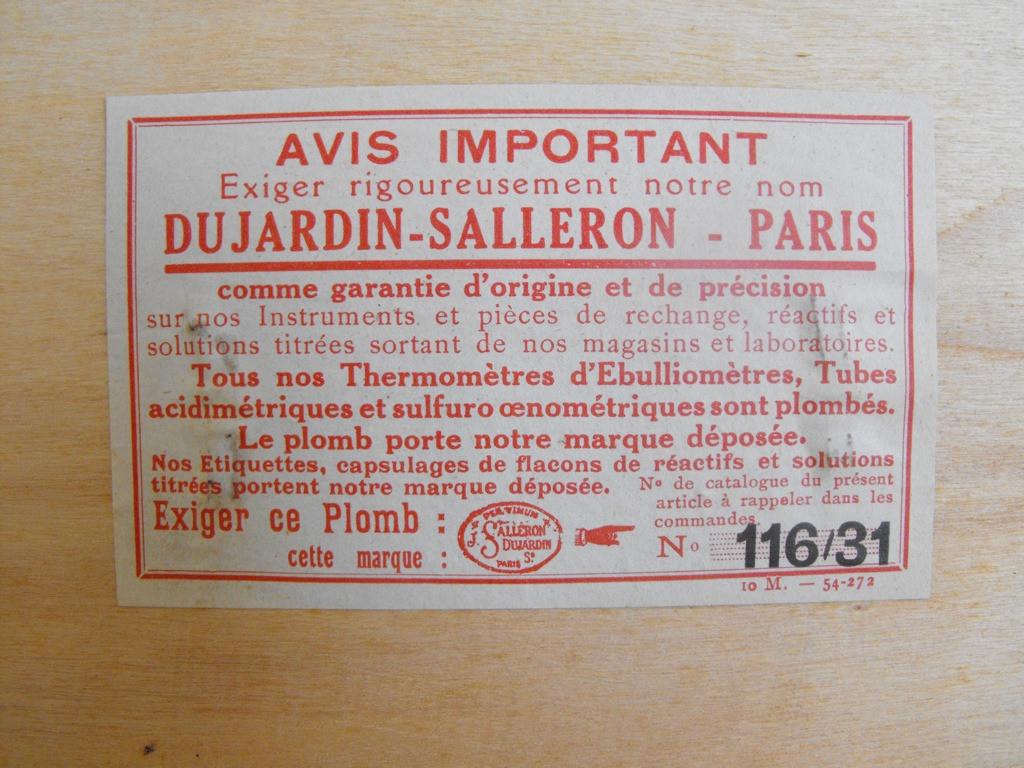 AVIS IMPORTANT
Exiger rigoureusement notre nom
DUJARDIN-SALLERON - PARIS
comme garantie d'origine et de précision
sur nos Instruments et pièces de rechange, réactifs et
solutions titrées sortant de nos magasins et laboratoires.
Tous nos Thermomètres d'Ebulliomètres, Tubes
acidimétriques et sulfuro œnométriques sont plombés.
Le plomb porte notre marque déposée.
Nos Etiquettes, capsulages de flacons de réactifs et solutions
titrées portent notre marque déposée.
Nº de catalogue du présent
article à rappeler dans les
commandes.
Exiger ce Plomb :
cette marque :
PER VINUM
J. SALLERON
DUJARDIN
Sr
PARIS
Nº 116/31
10 M. — 54-272